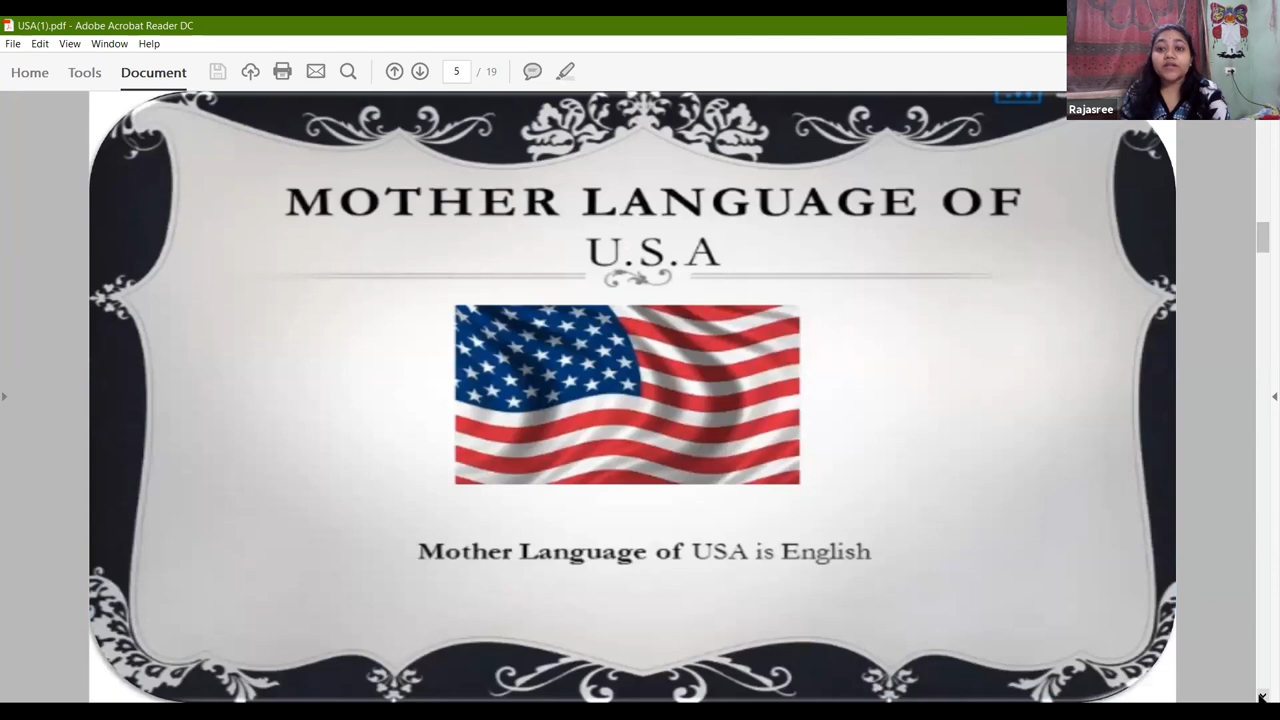 USA(1).pdf - Adobe Acrobat Reader DC
File Edit View Window Help
Home Tools Document 5 / 19
Rajasree
MOTHER LANGUAGE OF
U.S.A
Mother Language of USA is English